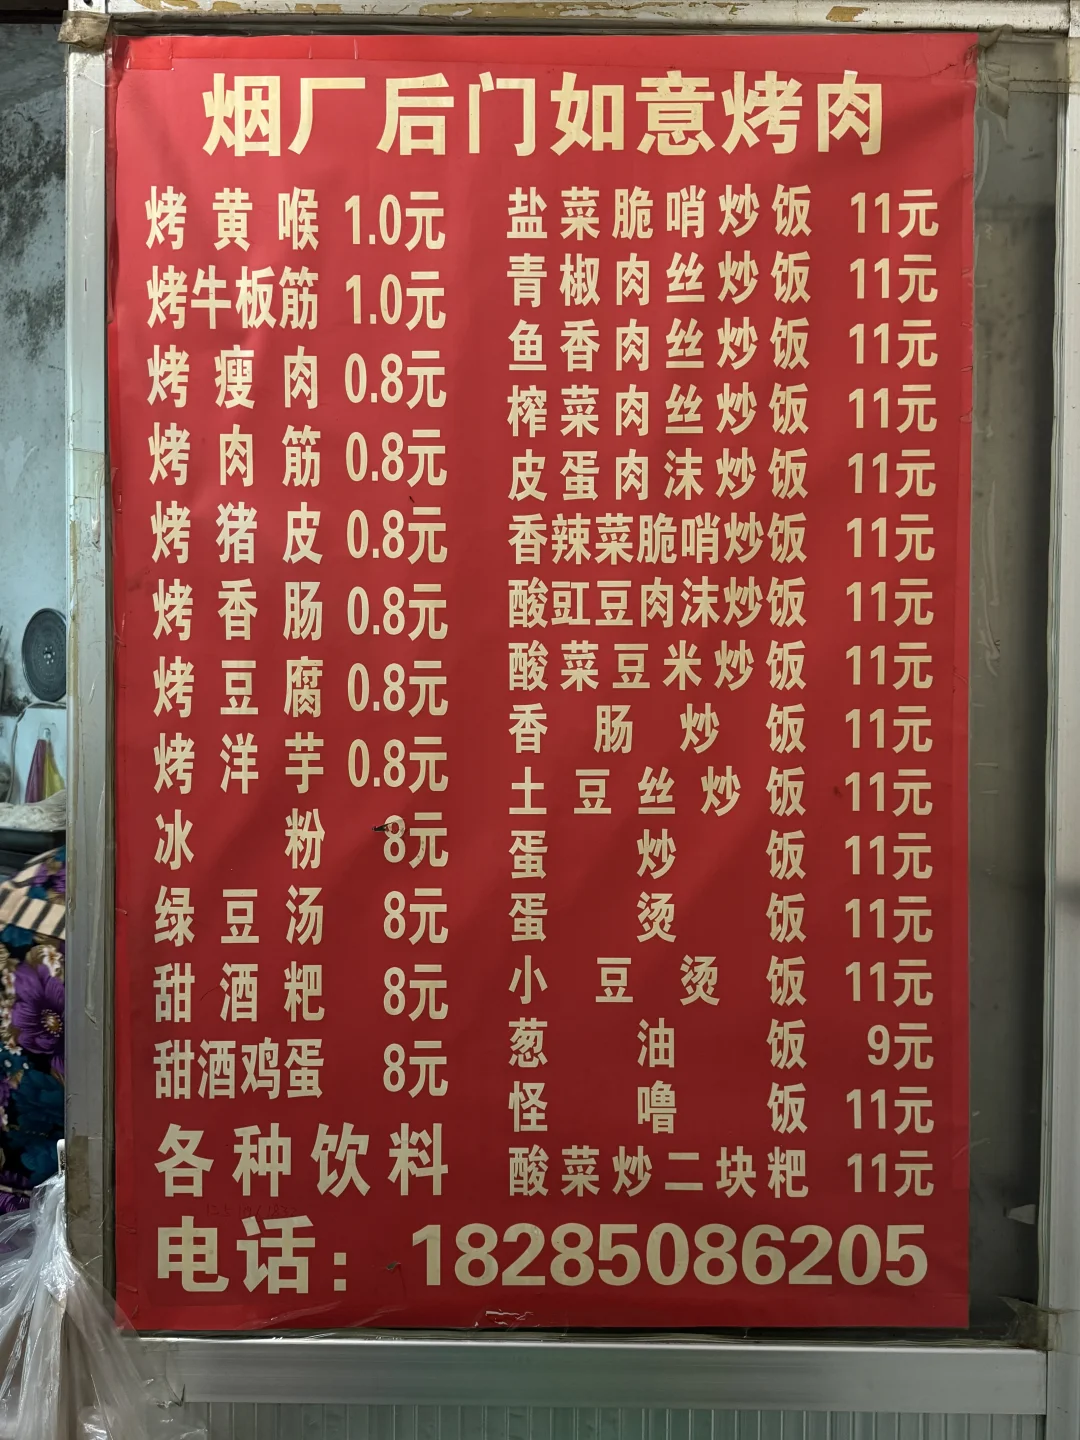 烟厂后门如意烤肉
烤黄喉 1.0元
烤牛板筋 1.0元
烤瘦肉 0.8元
烤肉筋 0.8元
烤猪皮 0.8元
烤香肠 0.8元
烤豆腐 0.8元
烤洋芋 0.8元
冰粉 8元
绿豆汤 8元
甜酒粑 8元
甜酒鸡蛋 8元
各种饮料
盐菜脆哨炒饭 11元
青椒肉丝炒饭 11元
鱼香肉丝炒饭 11元
榨菜肉丝炒饭 11元
皮蛋肉沫炒饭 11元
香辣菜脆哨炒饭 11元
酸豇豆肉沫炒饭 11元
酸菜豆米炒饭 11元
香肠炒饭 11元
土豆丝炒饭 11元
蛋炒饭 11元
蛋烫饭 11元
小豆烫饭 11元
葱油饭 9元
怪噜饭 11元
酸菜炒二块粑 11元
电话：18285086205